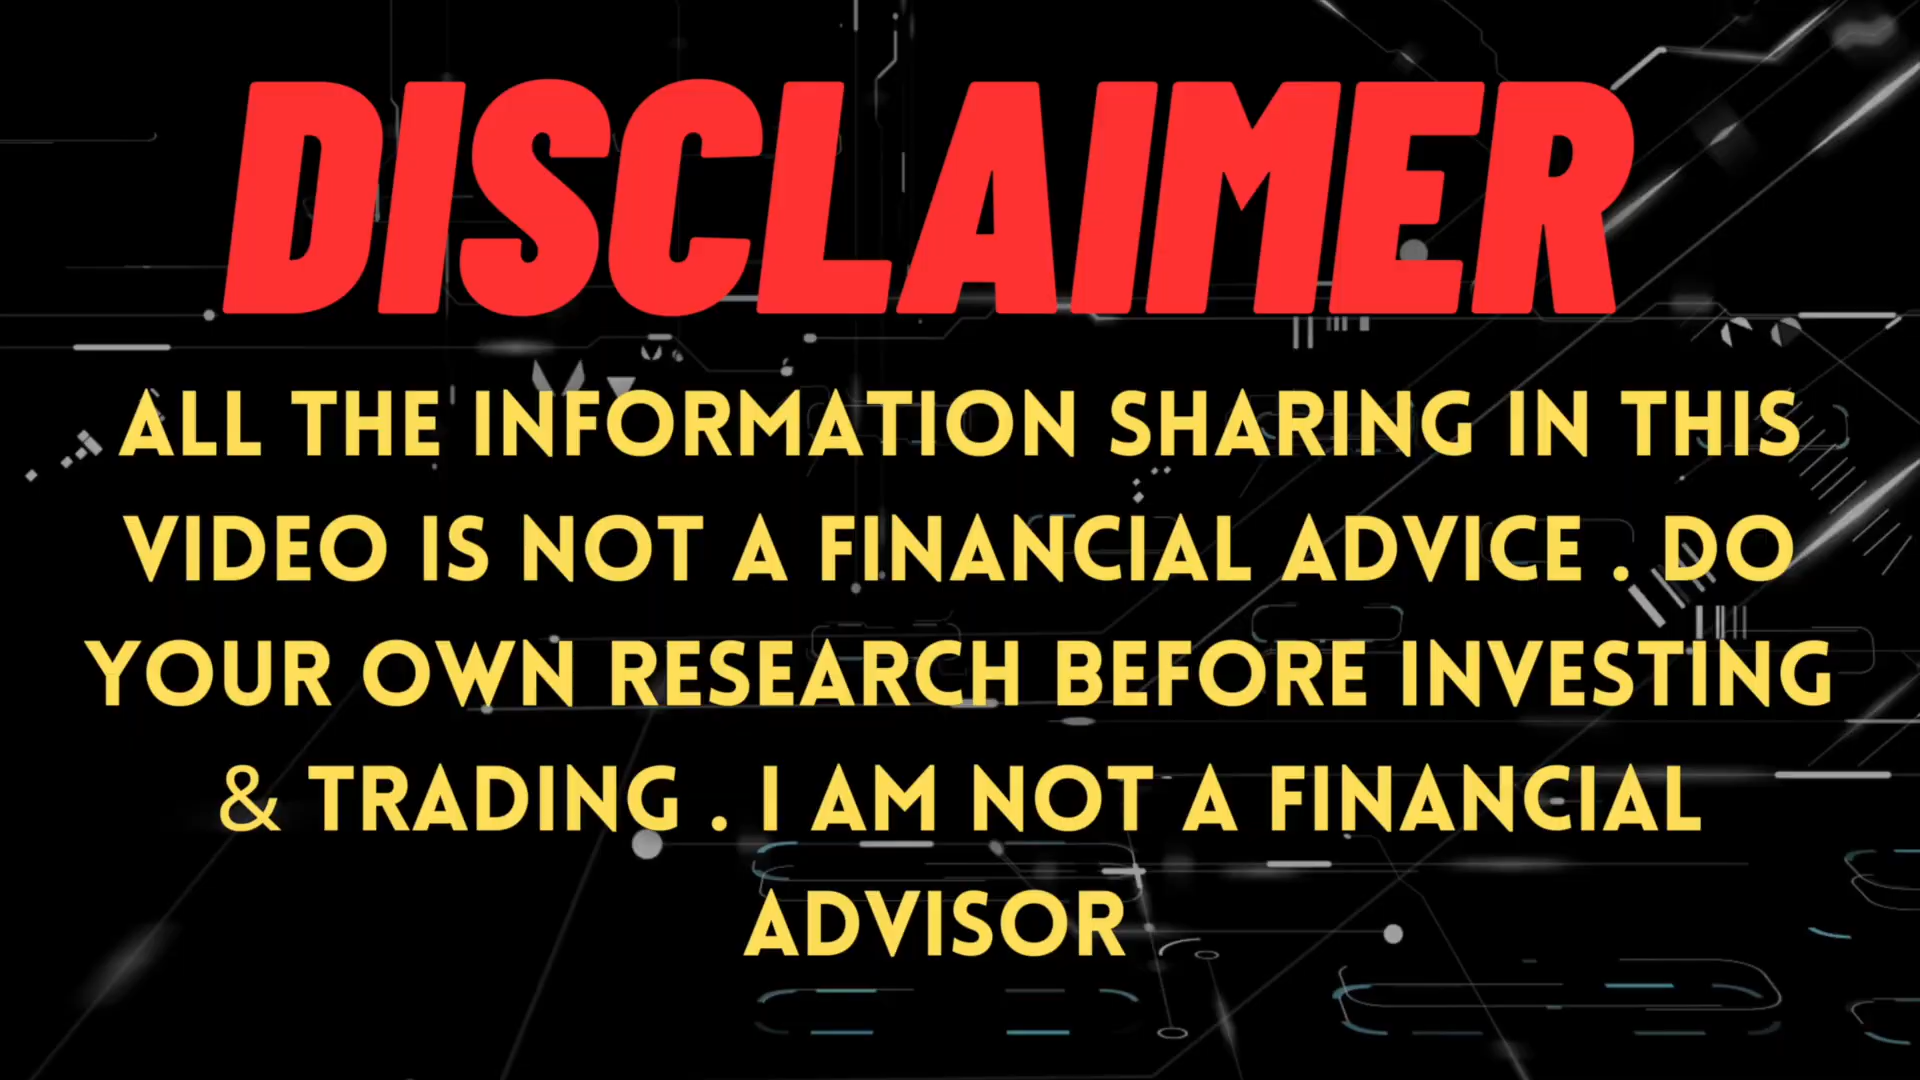 DISCLAIMER
ALL THE INFORMATION SHARING IN THIS
VIDEO IS NOT A FINANCIAL ADVICE . DO
YOUR OWN RESEARCH BEFORE INVESTING
& TRADING . I AM NOT A FINANCIAL
ADVISOR